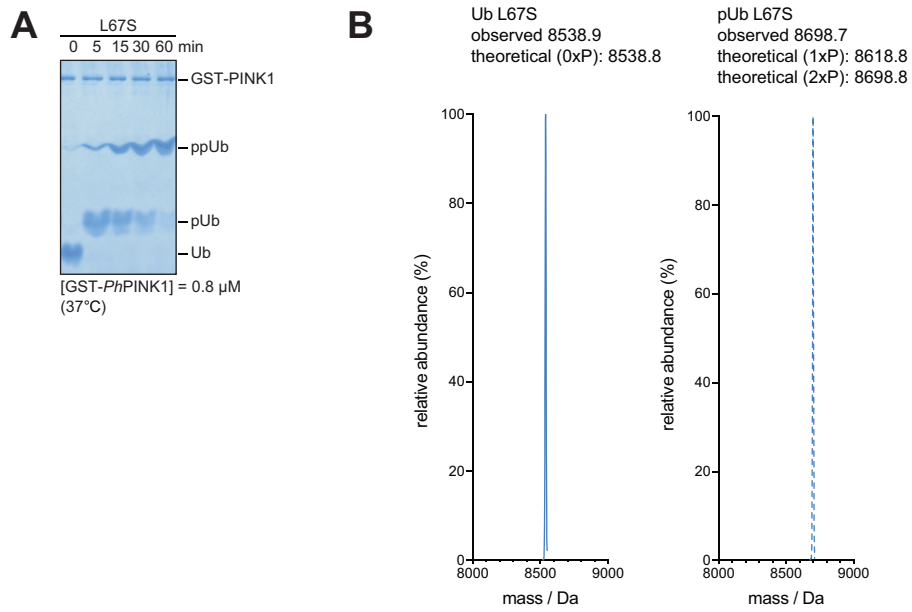 A
L67S
0 5 15 30 60 min
GST-PINK1
ppUb
pUb
Ub
[GST-PhPINK1] = 0.8 µM
(37°C)
B
Ub L67S
observed 8538.9
theoretical (0xP): 8538.8
100
80
60
40
20
0
relative abundance (%)
8000 8500 9000
mass / Da
pUb L67S
observed 8698.7
theoretical (1xP): 8618.8
theoretical (2xP): 8698.8
100
80
60
40
20
0
relative abundance (%)
8000 8500 9000
mass / Da